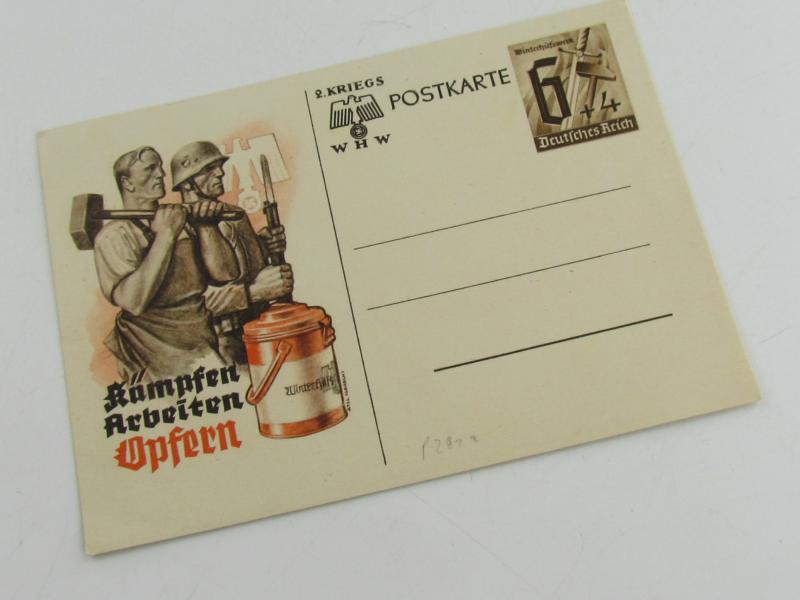 2. KRIEGS
WHW
POSTKARTE
Winterhilfswerk
6+4
Deutsches Reich
Kämpfen
Arbeiten
Opfern
Winterhilfe